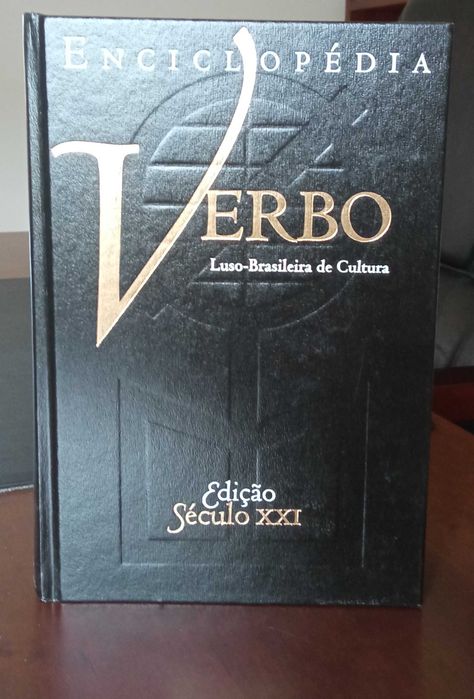 ENCICLOPÉDIA
VERBO
Luso-Brasileira de Cultura
Edição
Século XXI